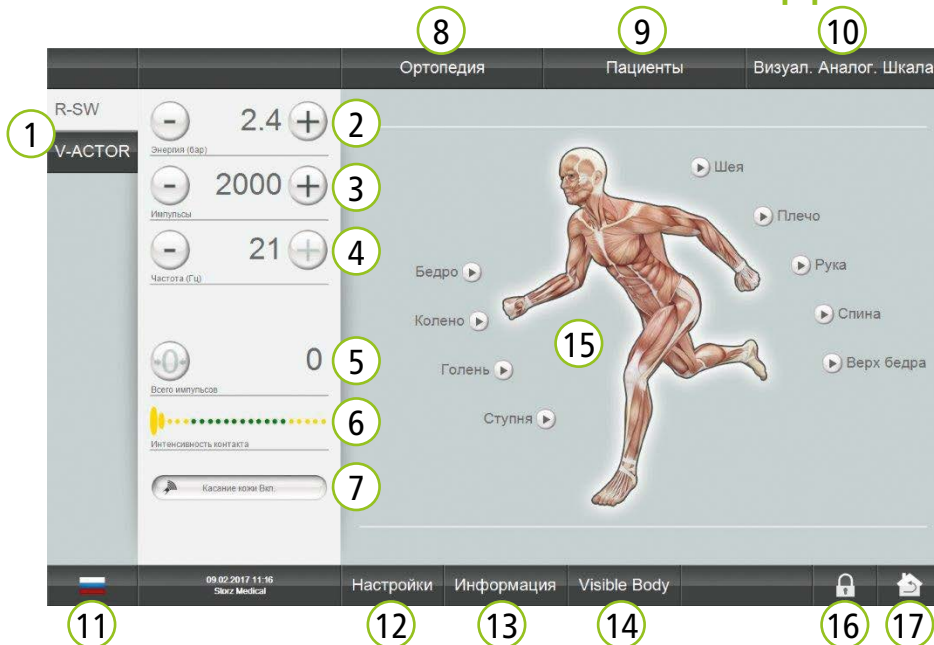 8
9
10
Ортопедия
Пациенты
Визуал. Аналог. Шкала
R-SW
1
V-ACTOR
- 2.4 +
2
Энергия (бар)
- 2000 +
3
Импульсы
- 21 +
4
Частота (Гц)
0 0
5
Всего импульсов
6
Интенсивность контакта
Касание кожи Вкл.
7
Шея
Плечо
Рука
Спина
Верх бедра
Бедро
Колено
Голень
Ступня
15
09.02.2017 11:16
Storz Medical
Настройки
Информация
Visible Body
11
12
13
14
16
17